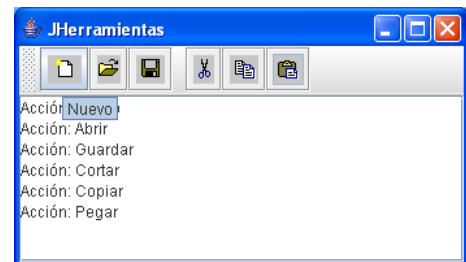 JHerramientas
Acción
Nuevo
Acción: Abrir
Acción: Guardar
Acción: Cortar
Acción: Copiar
Acción: Pegar